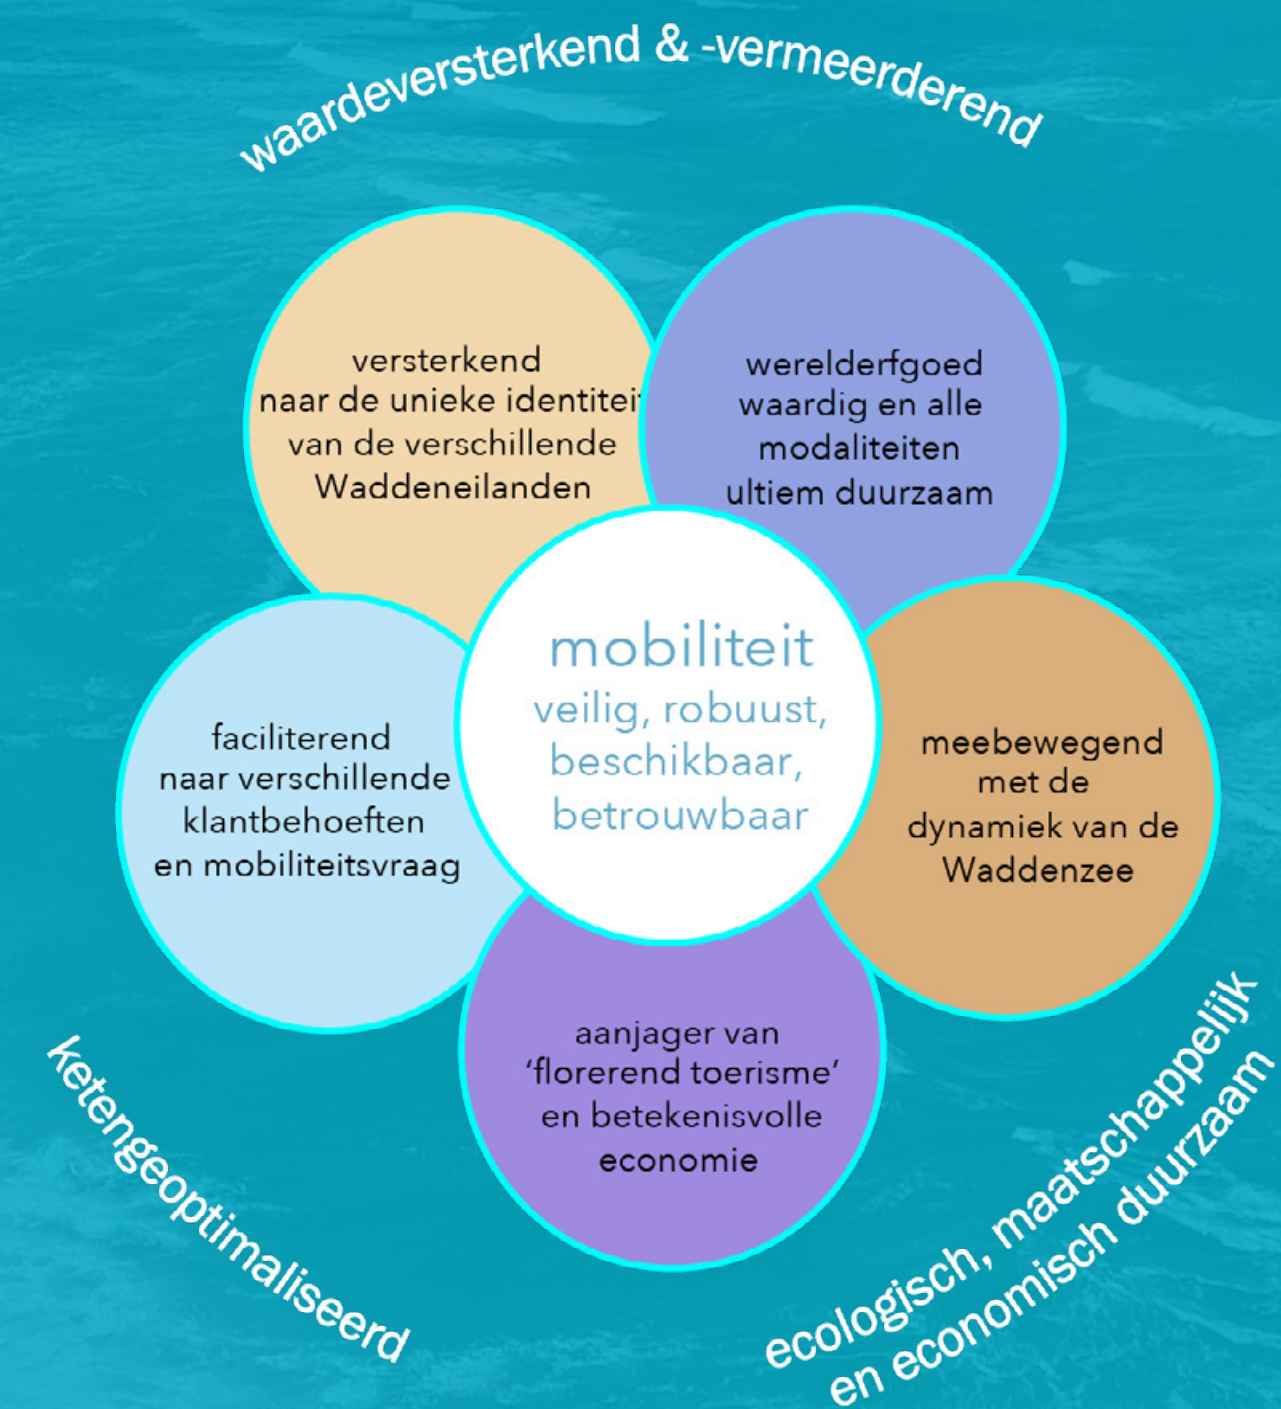 waardeversterkend & -vermeerderend
versterkend
naar de unieke identitei
van de verschillende
Waddeneilanden
werelderfgoed
waardig en alle
modaliteiten
ultiem duurzaam
mobiliteit
veilig, robuust,
beschikbaar,
betrouwbaar
faciliterend
naar verschillende
klantbehoeften
en mobiliteitsvraag
meebewegend
met de
dynamiek van de
Waddenzee
aanjager van
‘florerend toerisme’
en betekenisvolle
economie
ketengeoptimaliseerd
ecologisch, maatschappelijk
en economisch duurzaam